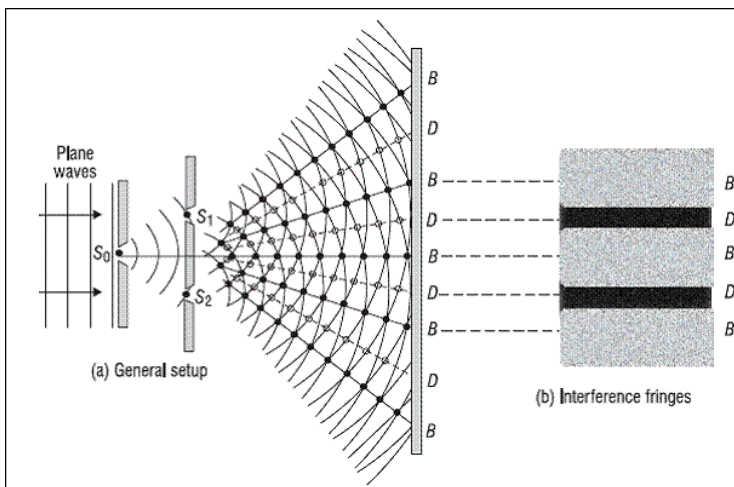 Plane
waves
S0
S1
S2
B
D
B
D
B
D
B
D
B
B
D
B
D
B
(a) General setup
(b) Interference fringes